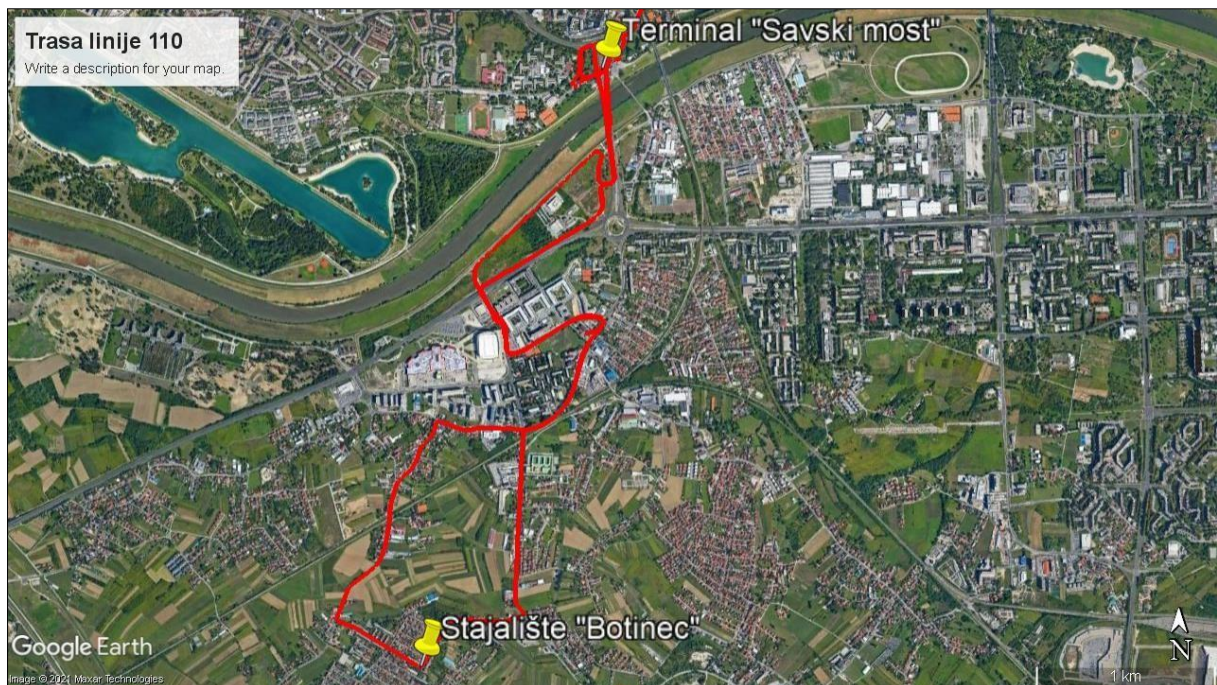 Trasa linije 110
Write a description for your map.
Terminal "Savski most"
Stajalište "Botinec"
Google Earth
Image © 2021 Maxar Technologies
1 km
N